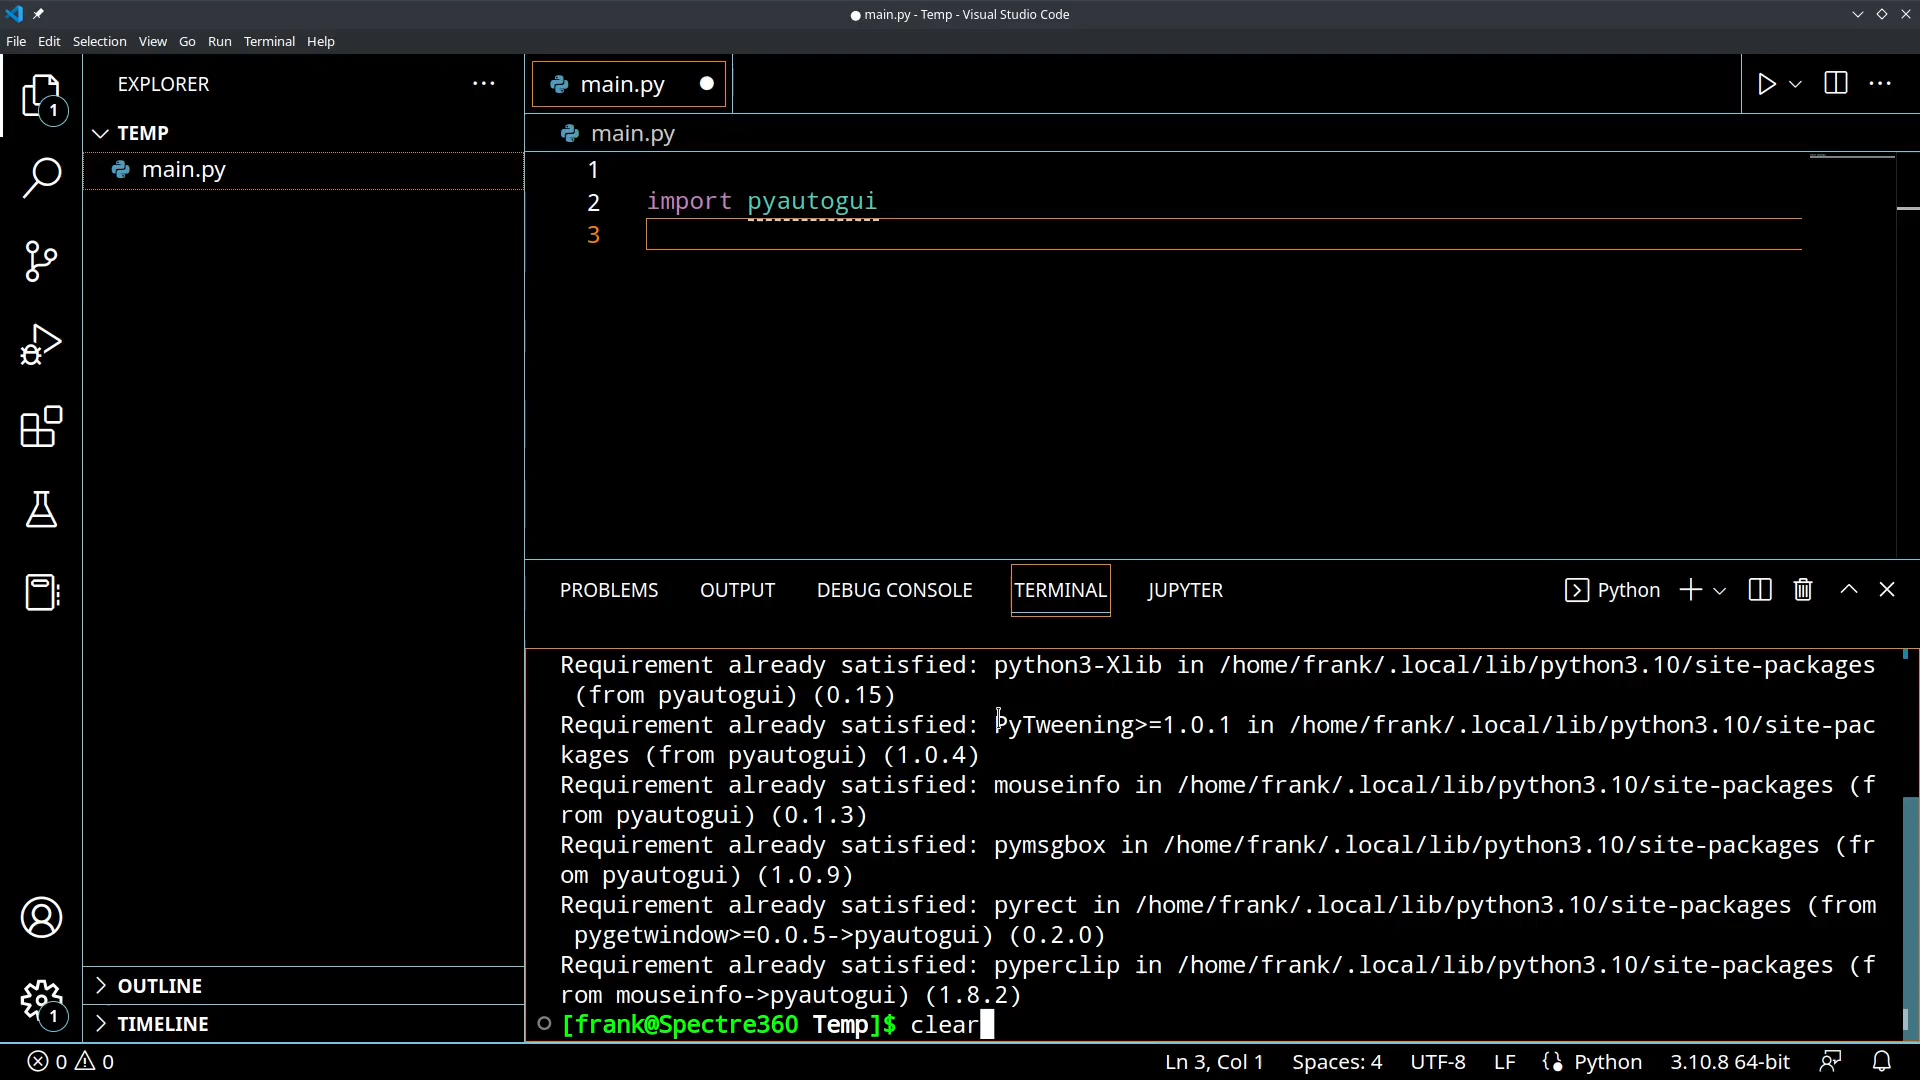 main.py - Temp - Visual Studio Code
File Edit Selection View Go Run Terminal Help
EXPLORER
1
TEMP
main.py
main.py
main.py
1
2 import pyautogui
3
PROBLEMS OUTPUT DEBUG CONSOLE TERMINAL JUPYTER Python
Requirement already satisfied: python3-Xlib in /home/frank/.local/lib/python3.10/site-packages
(from pyautogui) (0.15)
Requirement already satisfied: PyTweening>=1.0.1 in /home/frank/.local/lib/python3.10/site-pac
kages (from pyautogui) (1.0.4)
Requirement already satisfied: mouseinfo in /home/frank/.local/lib/python3.10/site-packages (f
rom pyautogui) (0.1.3)
Requirement already satisfied: pymsgbox in /home/frank/.local/lib/python3.10/site-packages (fr
om pyautogui) (1.0.9)
Requirement already satisfied: pyrect in /home/frank/.local/lib/python3.10/site-packages (from
pygetwindow>=0.0.5->pyautogui) (0.2.0)
Requirement already satisfied: pyperclip in /home/frank/.local/lib/python3.10/site-packages (f
rom mouseinfo->pyautogui) (1.8.2)
[frank@Spectre360 Temp]$ clear
OUTLINE
1
TIMELINE
0 0 Ln 3, Col 1 Spaces: 4 UTF-8 LF Python 3.10.8 64-bit